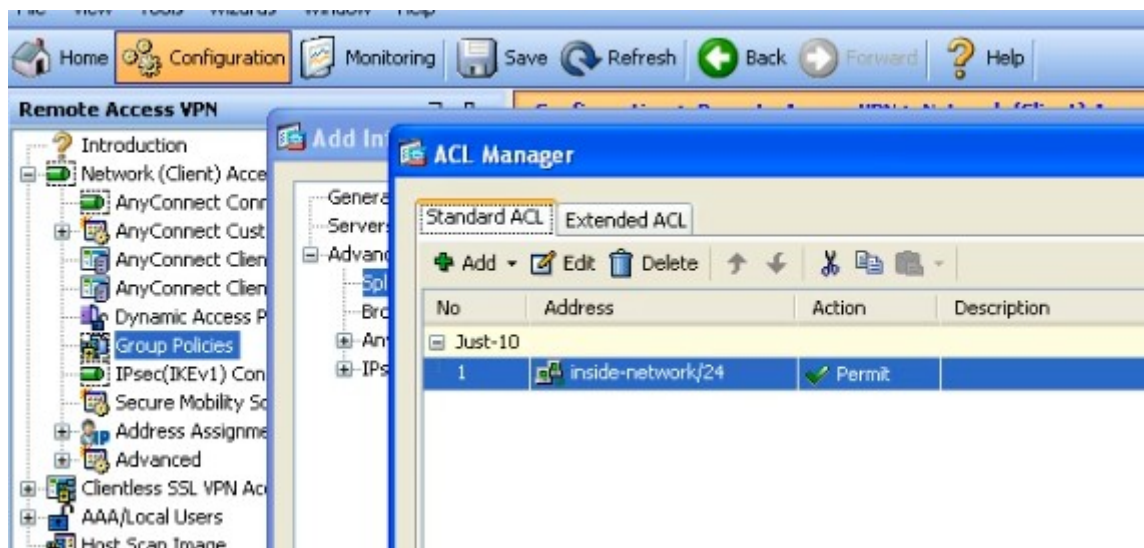 Home Configuration Monitoring Save Refresh Back Forward Help
Remote Access VPN
Introduction
Network (Client) Acce
AnyConnect Conr
AnyConnect Cust
AnyConnect Clien
AnyConnect Clien
Dynamic Access P
Group Policies
IPsec(IKEv1) Con
Secure Mobility So
Address Assignme
Advanced
Clientless SSL VPN Ac
AAA/Local Users
Host Scan Image
Add In
Genera
Server
Advanc
Spl
Bro
An
IPs
ACL Manager
Standard ACL Extended ACL
Add Edit Delete
No Address Action Description
Just-10
1 inside-network/24 Permit